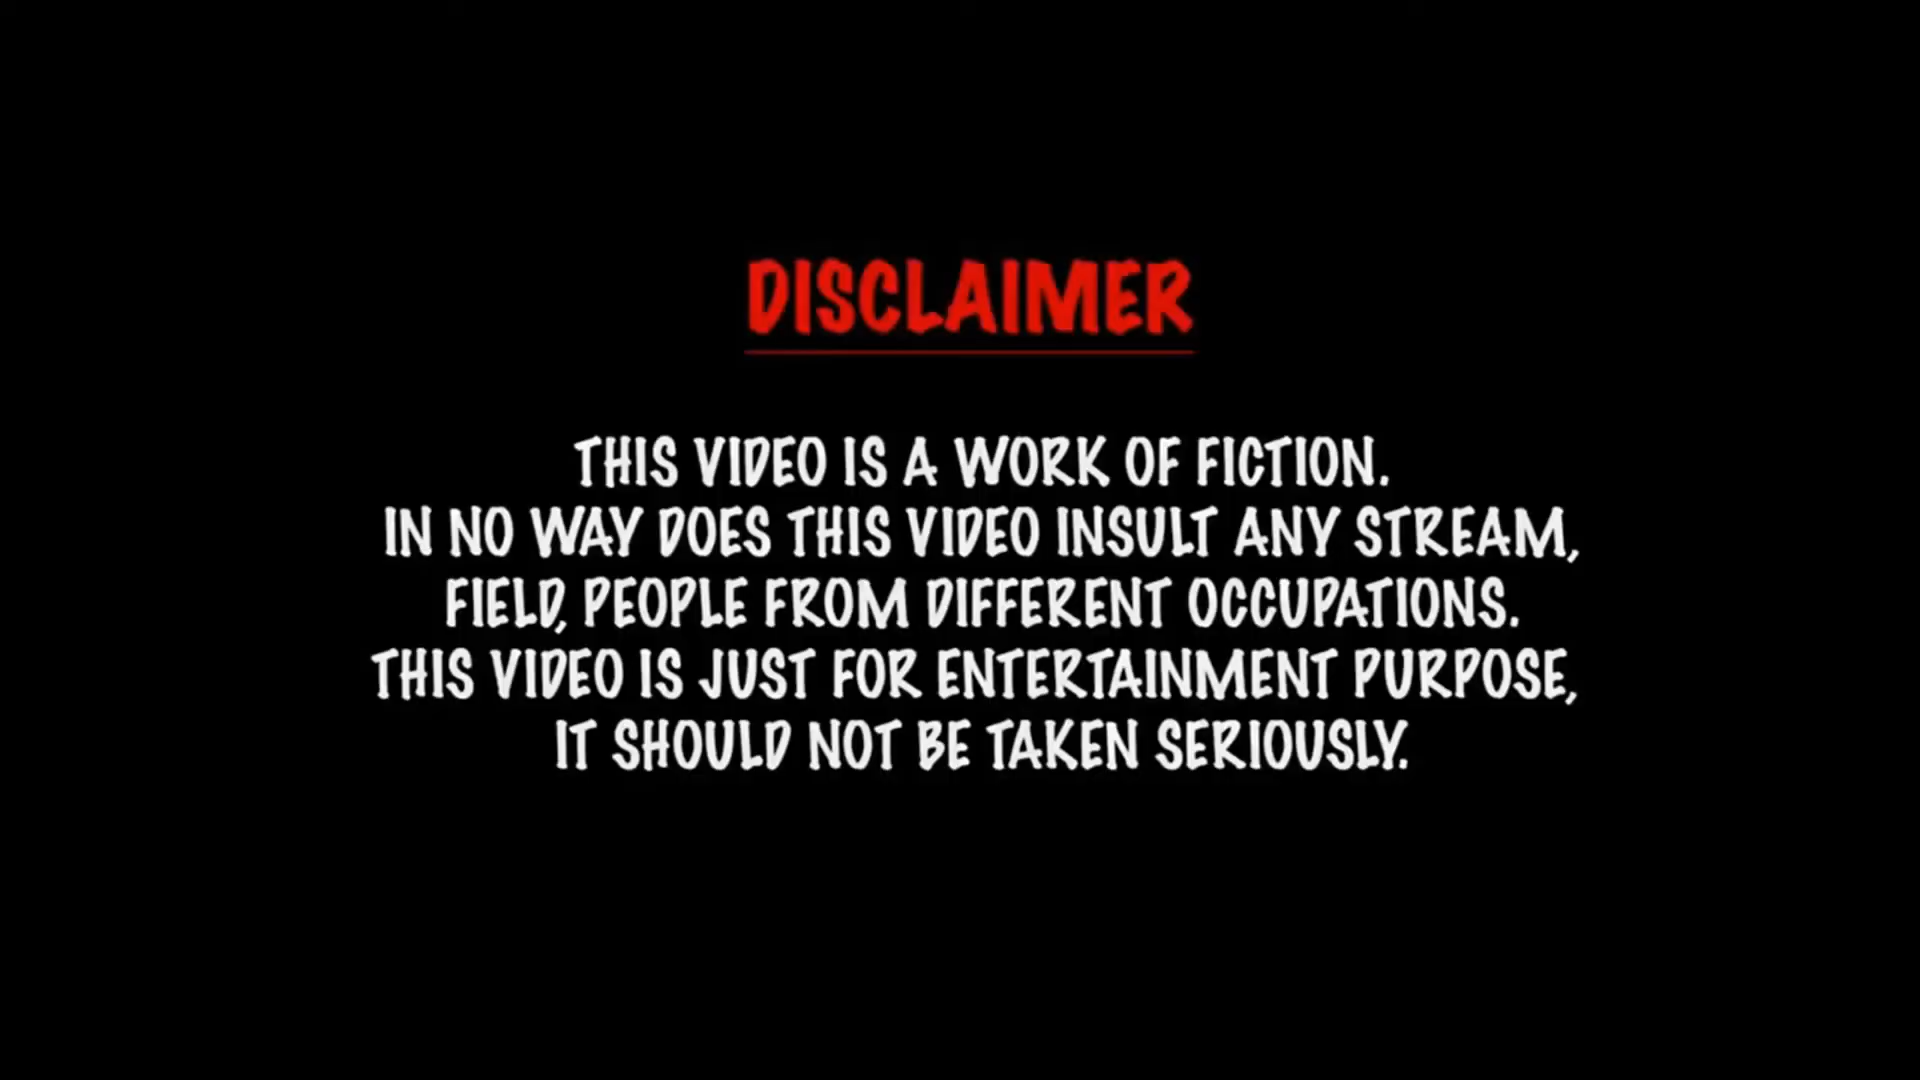 DISCLAIMER
THIS VIDEO IS A WORK OF FICTION.
IN NO WAY DOES THIS VIDEO INSULT ANY STREAM,
FIELD, PEOPLE FROM DIFFERENT OCCUPATIONS.
THIS VIDEO IS JUST FOR ENTERTAINMENT PURPOSE,
IT SHOULD NOT BE TAKEN SERIOUSLY.